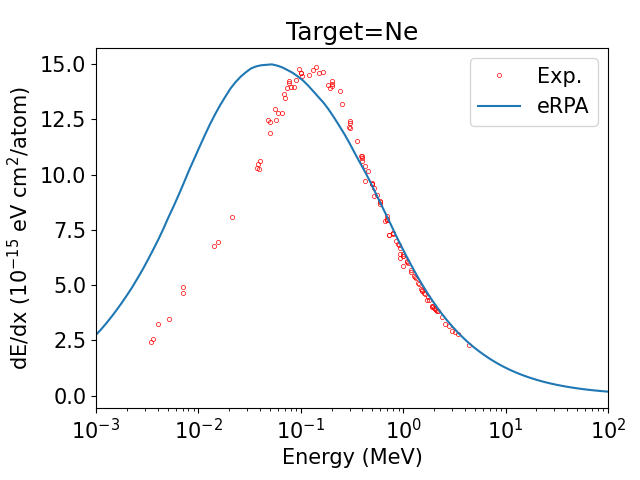 Target=Ne
Exp.
eRPA
dE/dx (10⁻¹⁵ eV cm²/atom)
15.0
12.5
10.0
7.5
5.0
2.5
0.0
10⁻³ 10⁻² 10⁻¹ 10⁰ 10¹ 10²
Energy (MeV)